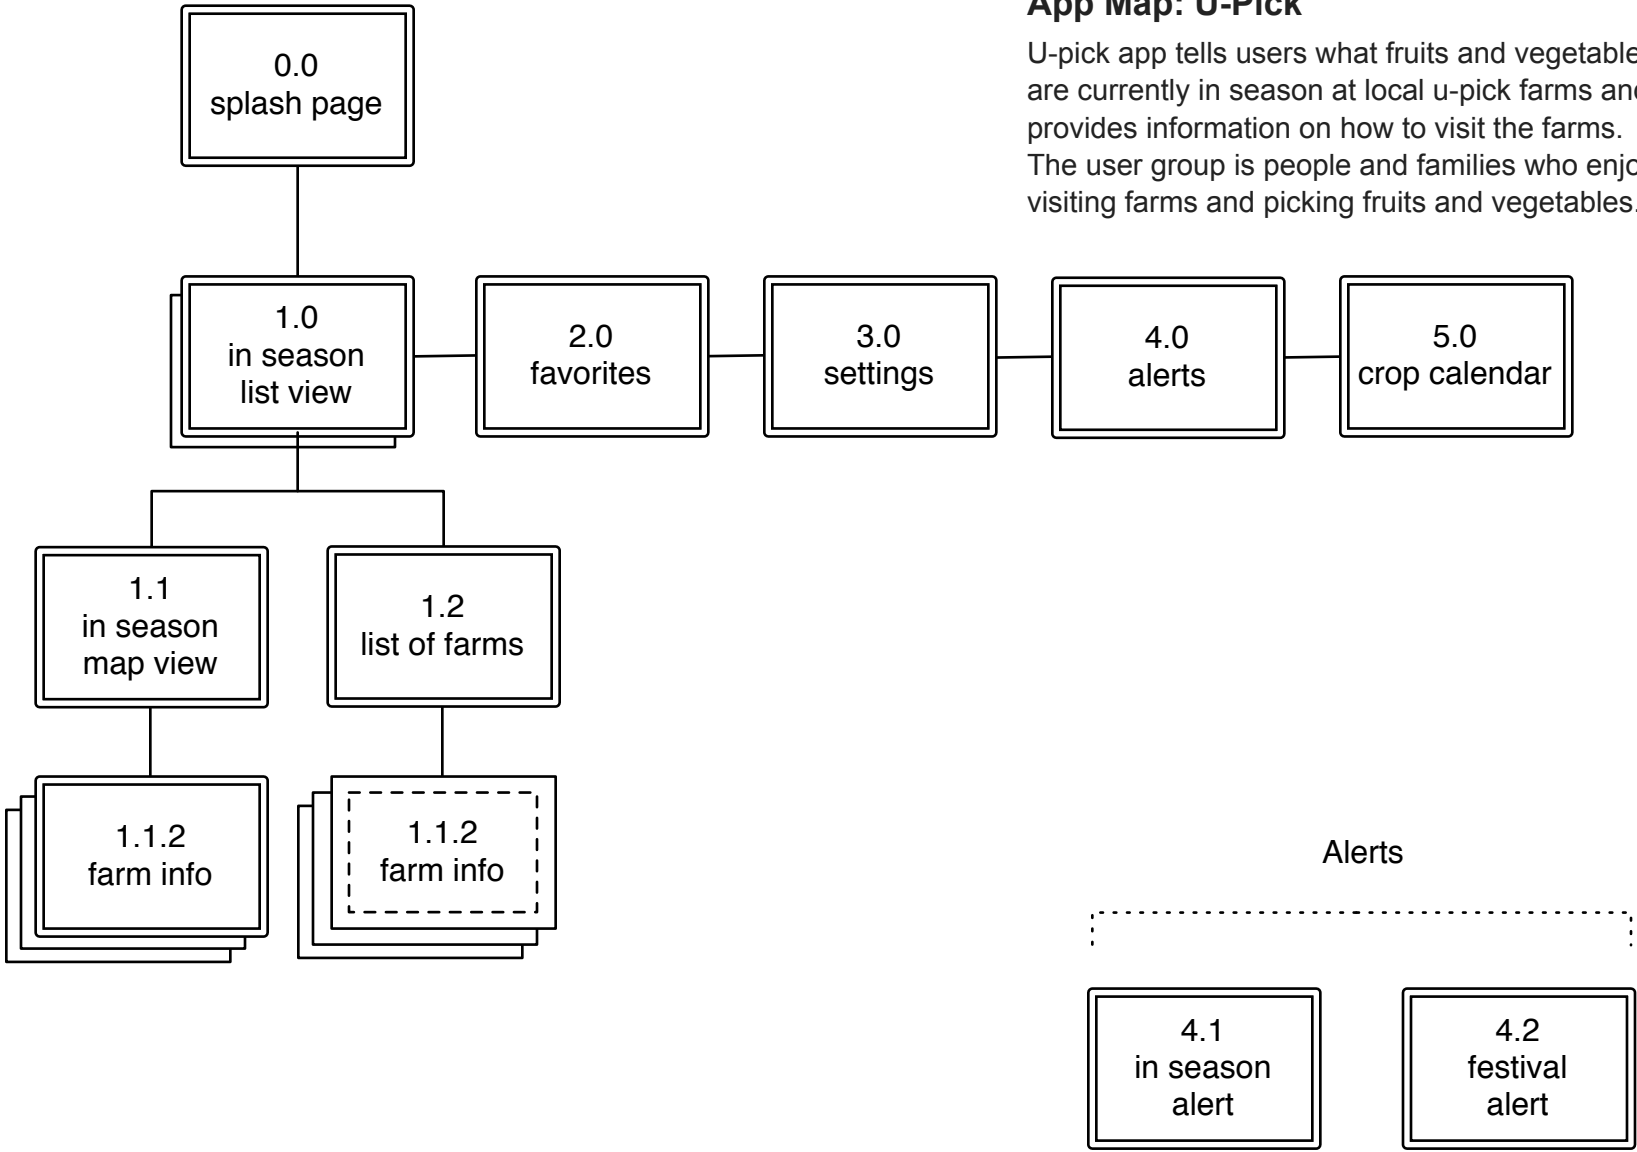 App Map: U-Pick
U-pick app tells users what fruits and vegetable
are currently in season at local u-pick farms and
provides information on how to visit the farms.
The user group is people and families who enjo
visiting farms and picking fruits and vegetables.
0.0
splash page
1.0
in season
list view
2.0
favorites
3.0
settings
4.0
alerts
5.0
crop calendar
1.1
in season
map view
1.2
list of farms
1.1.2
farm info
1.1.2
farm info
Alerts
4.1
in season
alert
4.2
festival
alert